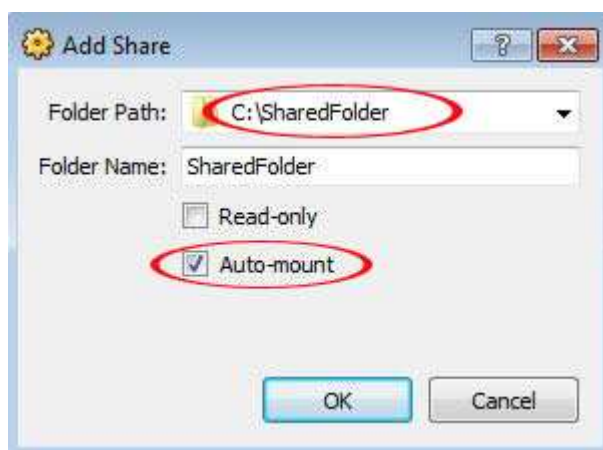 Add Share
Folder Path: C:\SharedFolder
Folder Name: SharedFolder
Read-only
Auto-mount
OK Cancel